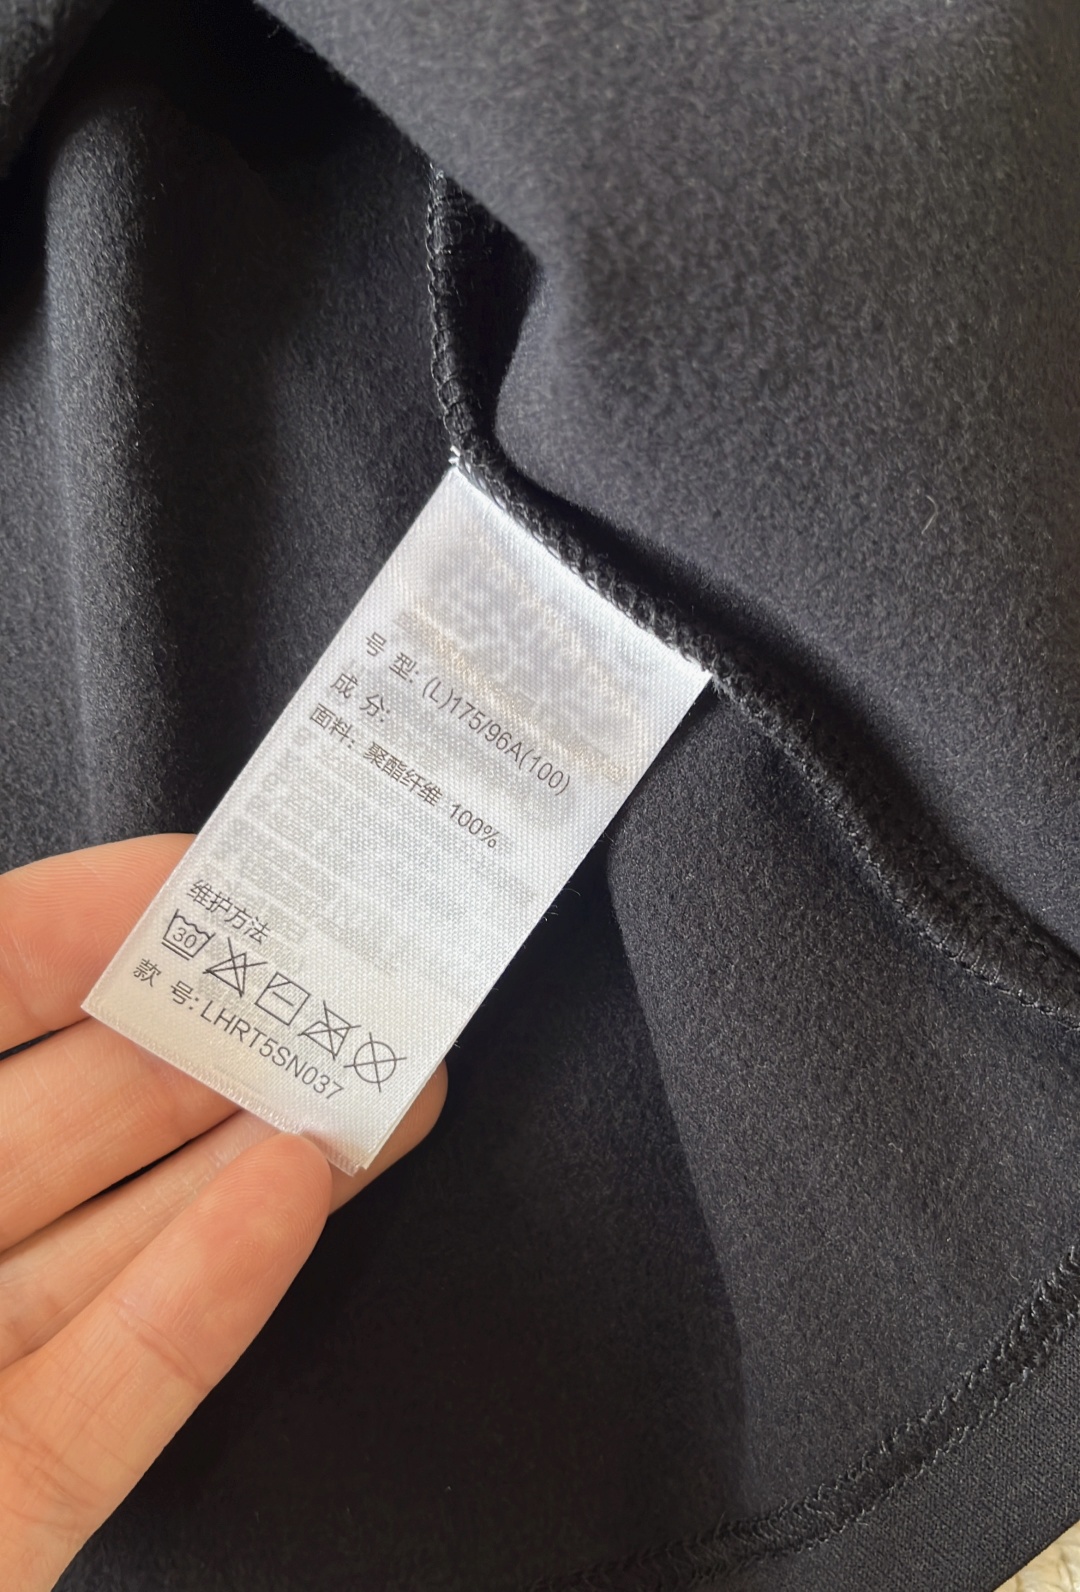 号 型: (L)175/96A(100)
成 分:
面料: 聚酯纤维 100%
维护方法
30
款 号: LHRT5SN037